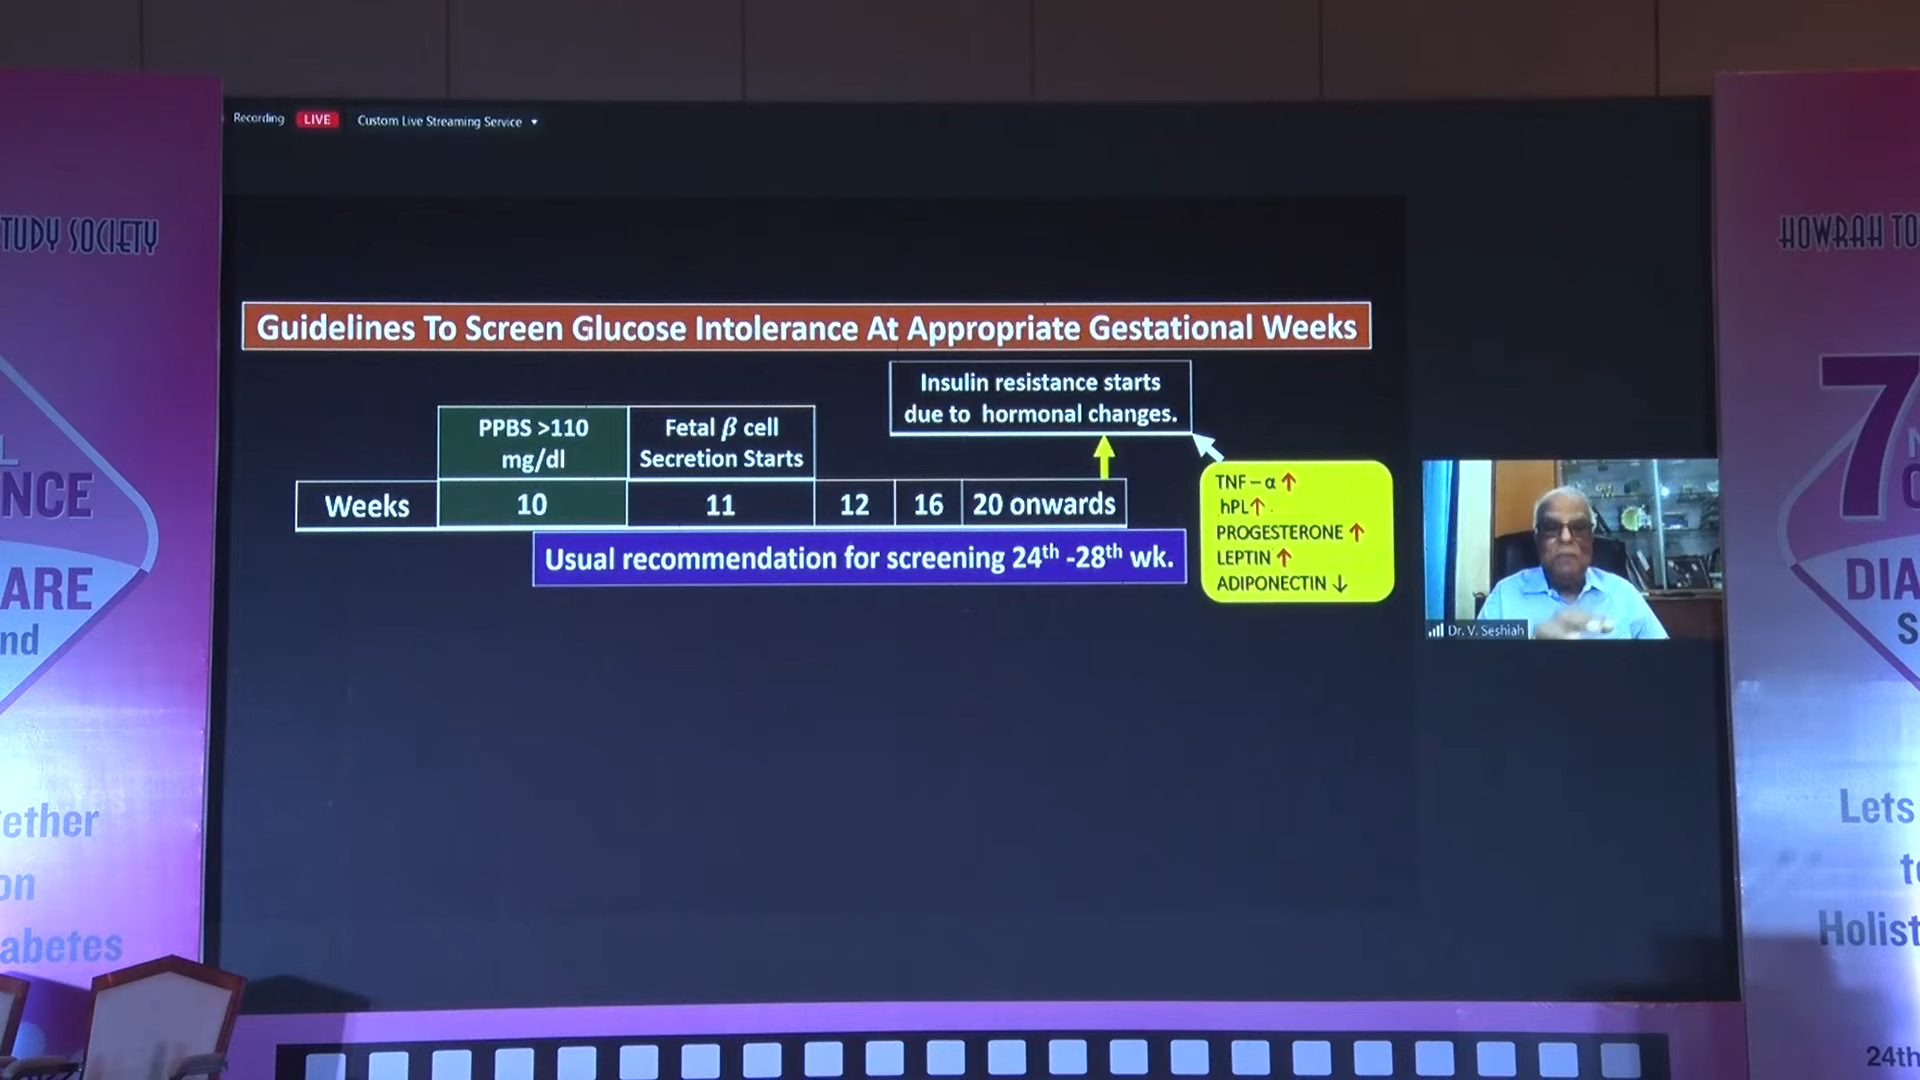 Recording LIVE Custom Live Streaming Service
TUDY SOCIETY
HOWRAH TO
Guidelines To Screen Glucose Intolerance At Appropriate Gestational Weeks
Insulin resistance starts
due to hormonal changes.
PPBS >110
mg/dl
Fetal β cell
Secretion Starts
Weeks 10 11 12 16 20 onwards
Usual recommendation for screening 24th -28th wk.
TNF – α ↑
hPL ↑
PROGESTERONE ↑
LEPTIN ↑
ADIPONECTIN ↓
Dr. V. Seshiah
L
NCE
ARE
nd
ether
on
abetes
7
DIA
S
Lets
Holist
24th